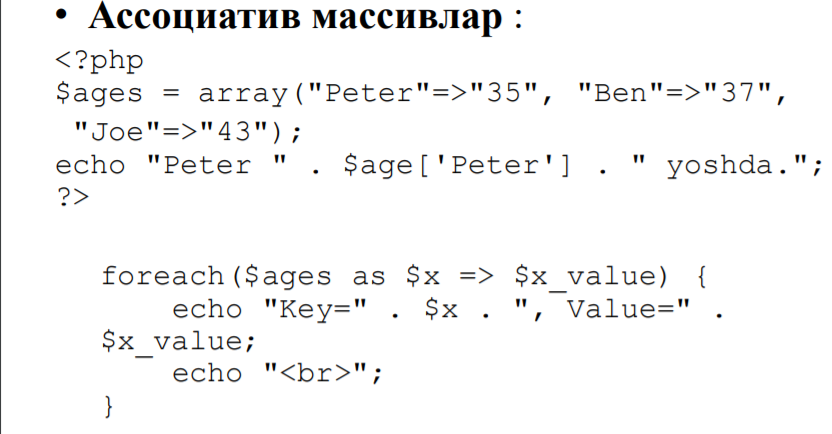 • Ассоциатив массивлар :
<?php
$ages = array("Peter"=>"35", "Ben"=>"37",
"Joe"=>"43");
echo "Peter " . $age['Peter'] . " yoshda.";
?>
foreach($ages as $x => $x_value) {
echo "Key=" . $x . ", Value=" .
$x_value;
echo "<br>";
}